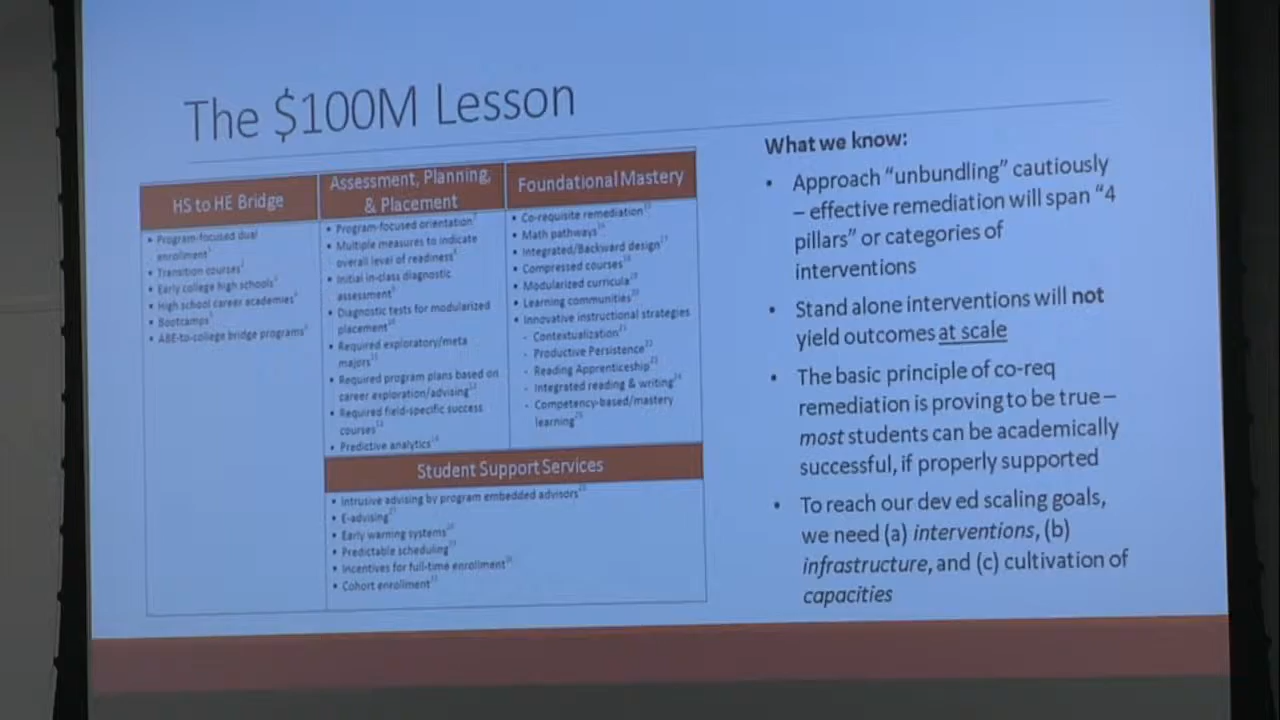 The $100M Lesson
HS to HE Bridge
• Program-focused dual
enrollment
• Transition courses
• Early college high schools
• High school career academies
• Bootcamps
• ABE-to-college bridge programs
Assessment, Planning,
& Placement
• Program-focused orientation
• Multiple measures to indicate
overall level of readiness
• Initial in-class diagnostic
assessment
• Diagnostic tests for modularized
placement
• Required exploratory/meta
majors
• Required program plans based on
career exploration/advising
• Required field-specific success
courses
• Predictive analytics
Foundational Mastery
• Co-requisite remediation
• Math pathways
• Integrated/Backward design
• Compressed courses
• Modularized curricula
• Learning communities
• Innovative instructional strategies
- Contextualization
- Productive Persistence
- Reading Apprenticeship
- Integrated reading & writing
- Competency-based/mastery
learning
Student Support Services
• Intrusive advising by program embedded advisors
• E-advising
• Early warning systems
• Predictable scheduling
• Incentives for full-time enrollment
• Cohort enrollment
What we know:
• Approach “unbundling” cautiously
– effective remediation will span “4
pillars” or categories of
interventions
• Stand alone interventions will not
yield outcomes at scale
• The basic principle of co-req
remediation is proving to be true –
most students can be academically
successful, if properly supported
• To reach our dev ed scaling goals,
we need (a) interventions, (b)
infrastructure, and (c) cultivation of
capacities